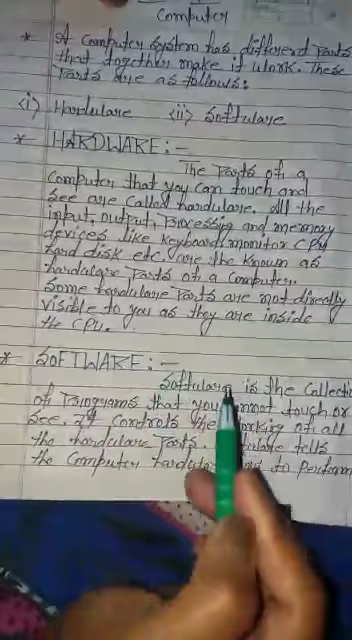 Computer
* A Computer System has different Parts
that together make it work. These
Parts are as follows:
(i) Hardware (ii) Software
* HARDWARE:-
The Parts of a
Computer that you can touch and
see are Called hardware. All the
input, output, Processing and memory
devices like keyboard, monitor CPU
hard disk etc. are the known as
hardware Parts of a Computer.
Some hardware Parts are not directly
visible to you as they are inside
the CPU.
* SOFTWARE:-
Software is the Collecti
of Programs that you cannot touch or
see. It controls the working of all
the hardware Parts. tells
the Computer to Perform